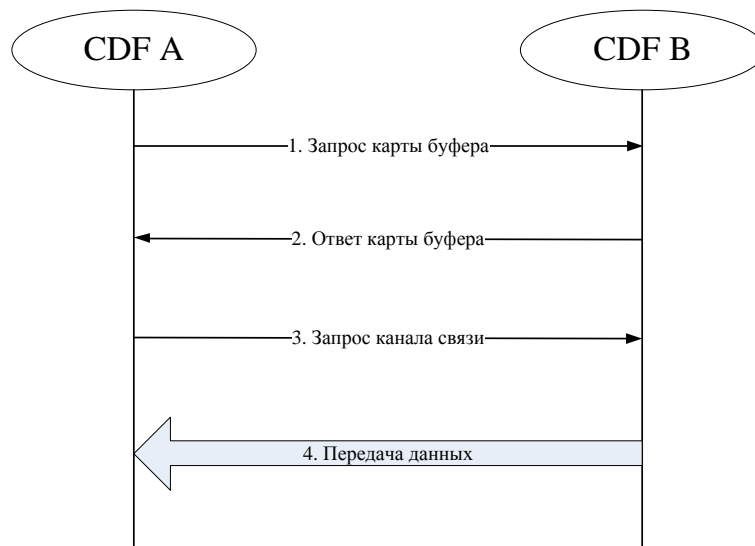 CDF A
CDF B
1. Запрос карты буфера
2. Ответ карты буфера
3. Запрос канала связи
4. Передача данных